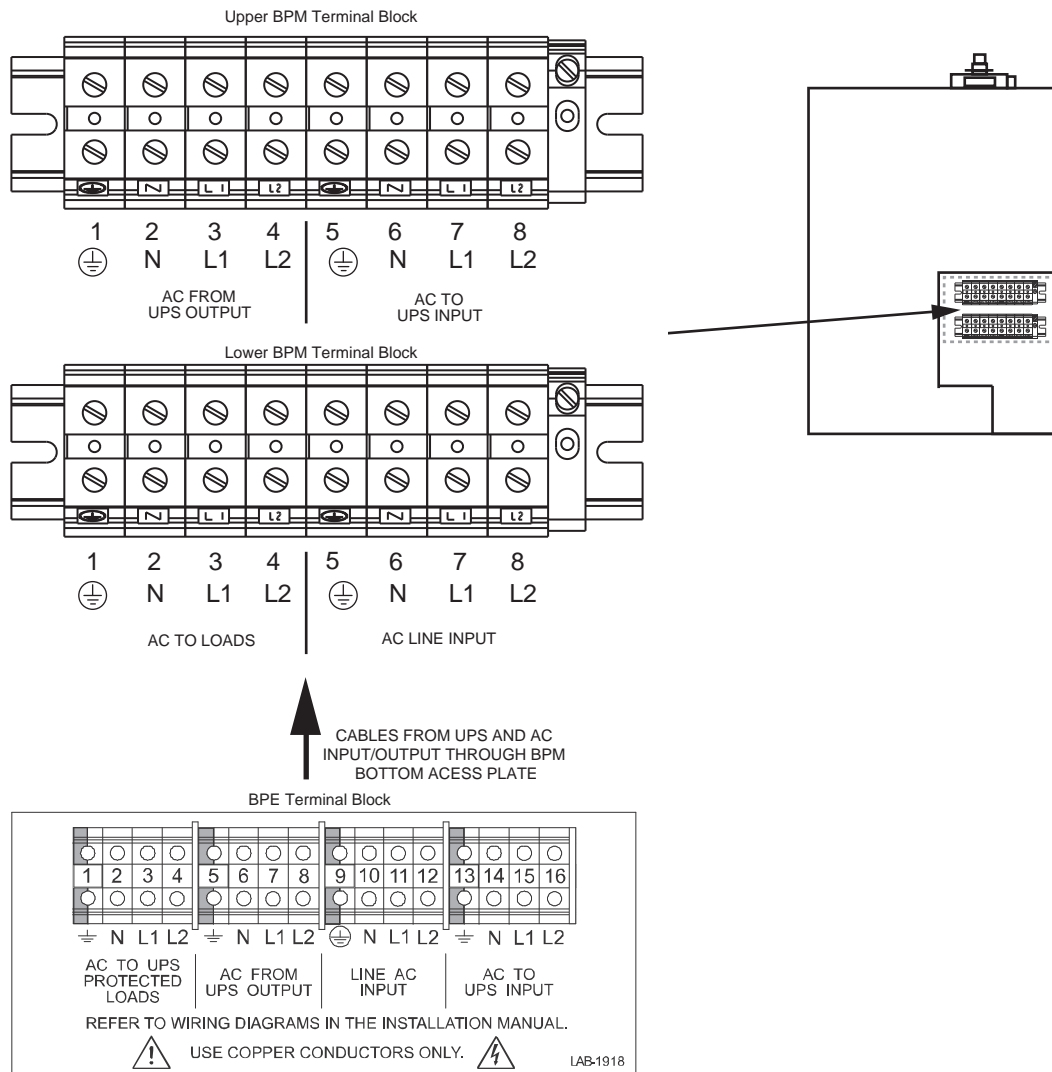 Upper BPM Terminal Block
N L1 L2 N L1 L2
1 2 3 4 5 6 7 8
N L1 L2 N L1 L2
AC FROM
UPS OUTPUT
AC TO
UPS INPUT
Lower BPM Terminal Block
N L1 L2 N L1 L2
1 2 3 4 5 6 7 8
N L1 L2 N L1 L2
AC TO LOADS
AC LINE INPUT
CABLES FROM UPS AND AC
INPUT/OUTPUT THROUGH BPM
BOTTOM ACESS PLATE
BPE Terminal Block
1 2 3 4 5 6 7 8 9 10 11 12 13 14 15 16
N L1 L2 N L1 L2 N L1 L2 N L1 L2
AC TO UPS
PROTECTED
LOADS
AC FROM
UPS OUTPUT
LINE AC
INPUT
AC TO
UPS INPUT
REFER TO WIRING DIAGRAMS IN THE INSTALLATION MANUAL.
USE COPPER CONDUCTORS ONLY.
LAB-1918